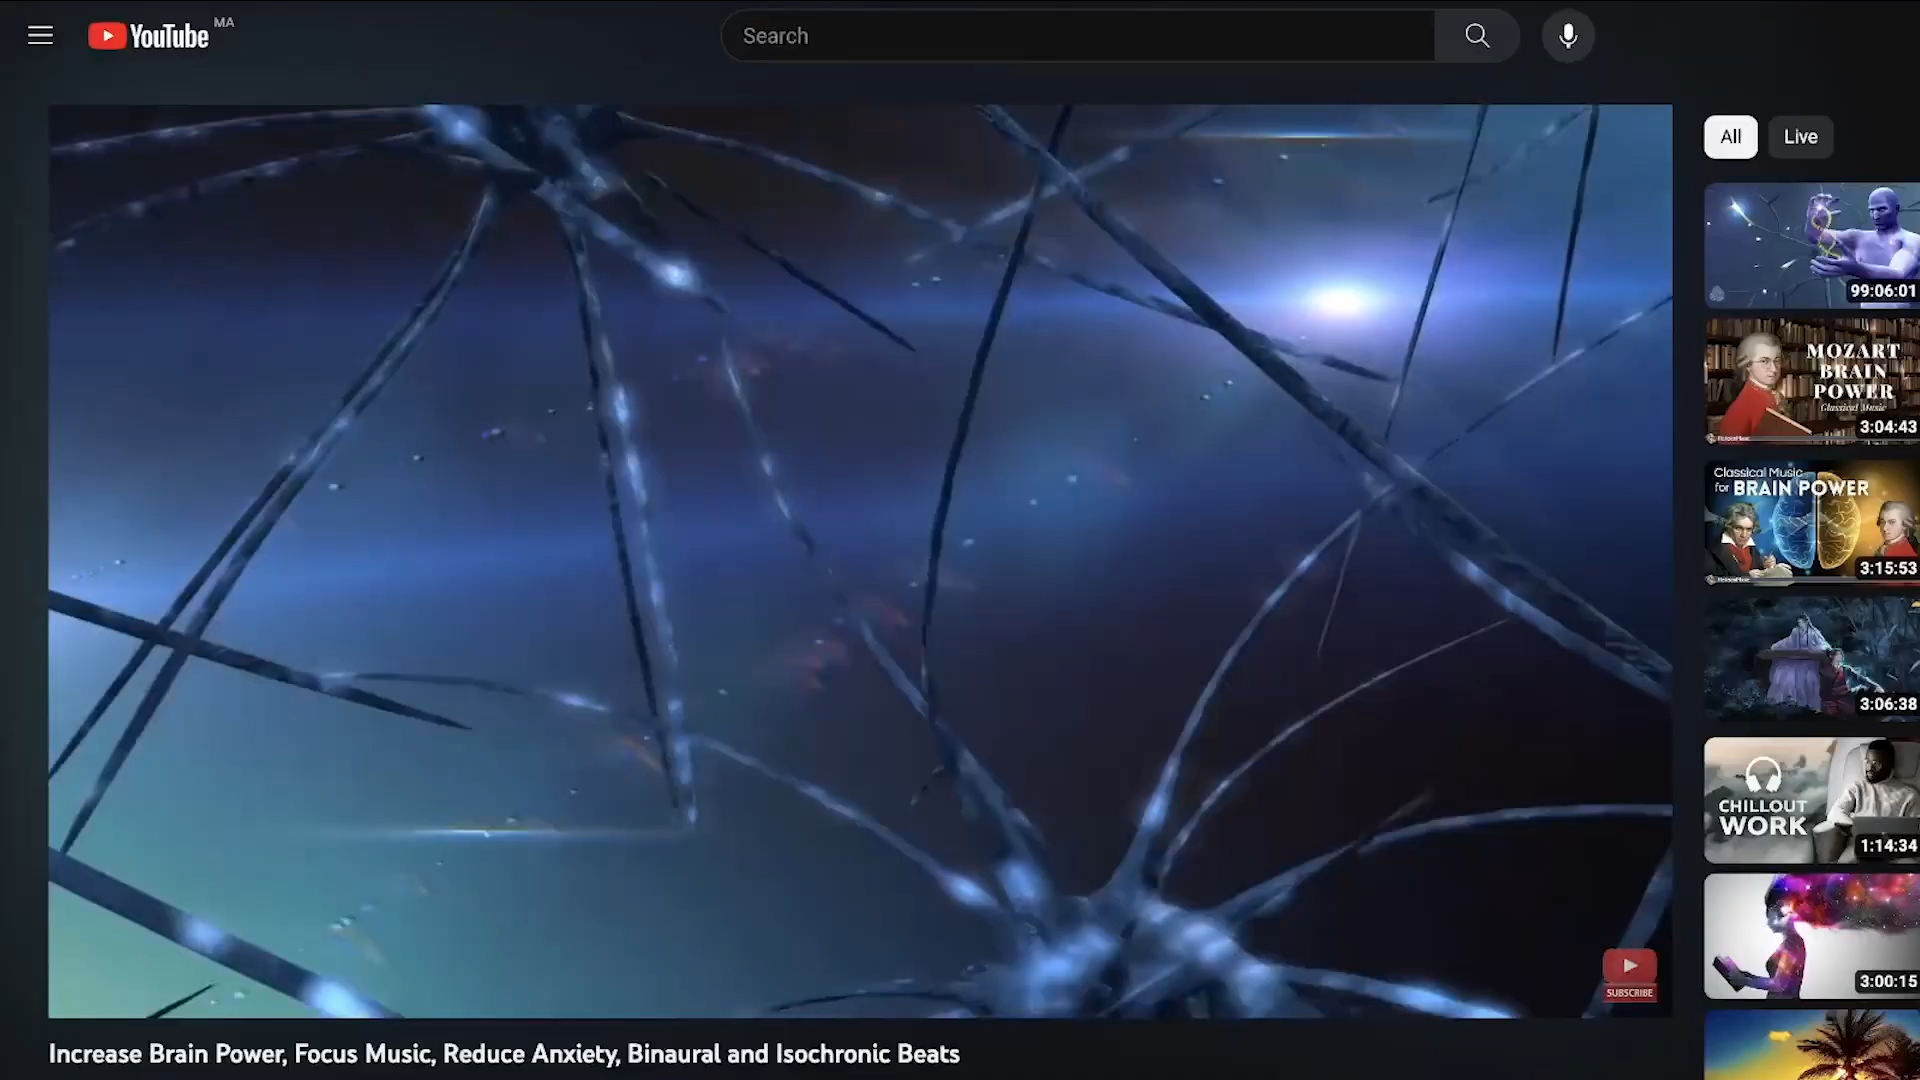 YouTube MA
Search
All
Live
99:06:01
MOZART
BRAIN
POWER
Classical Music
3:04:43
Classical Music
for BRAIN POWER
3:15:53
3:06:38
CHILLOUT
WORK
1:14:34
3:00:15
SUBSCRIBE
Increase Brain Power, Focus Music, Reduce Anxiety, Binaural and Isochronic Beats